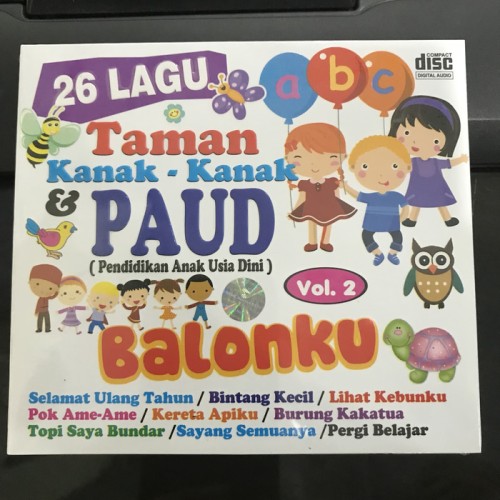 26 LAGU
a b c
COMPACT
disc
DIGITAL AUDIO
Taman
Kanak - Kanak
& PAUD
( Pendidikan Anak Usia Dini )
Vol. 2
Balonku
Selamat Ulang Tahun / Bintang Kecil / Lihat Kebunku
Pok Ame-Ame / Kereta Apiku / Burung Kakatua
Topi Saya Bundar /Sayang Semuanya /Pergi Belajar